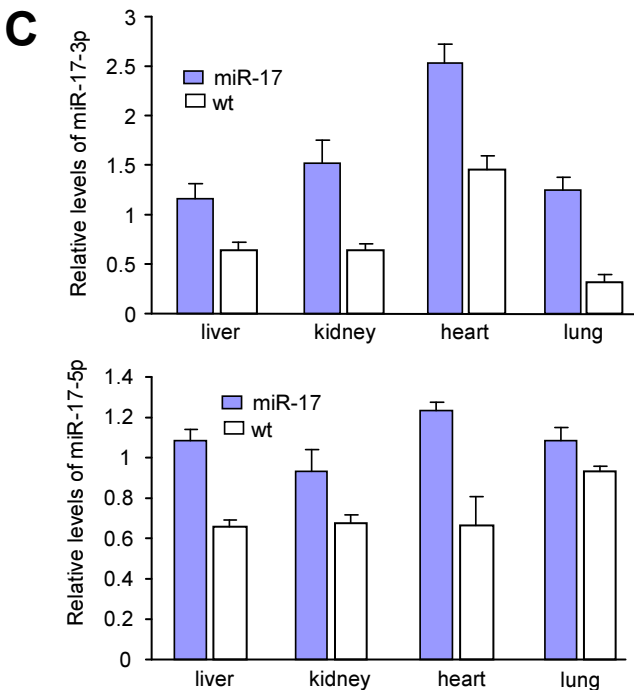 C
Relative levels of miR-17-3p
3
2.5
2
1.5
1
0.5
0
miR-17
wt
liver kidney heart lung
Relative levels of miR-17-5p
1.4
1.2
1
0.8
0.6
0.4
0.2
0
miR-17
wt
liver kidney heart lung